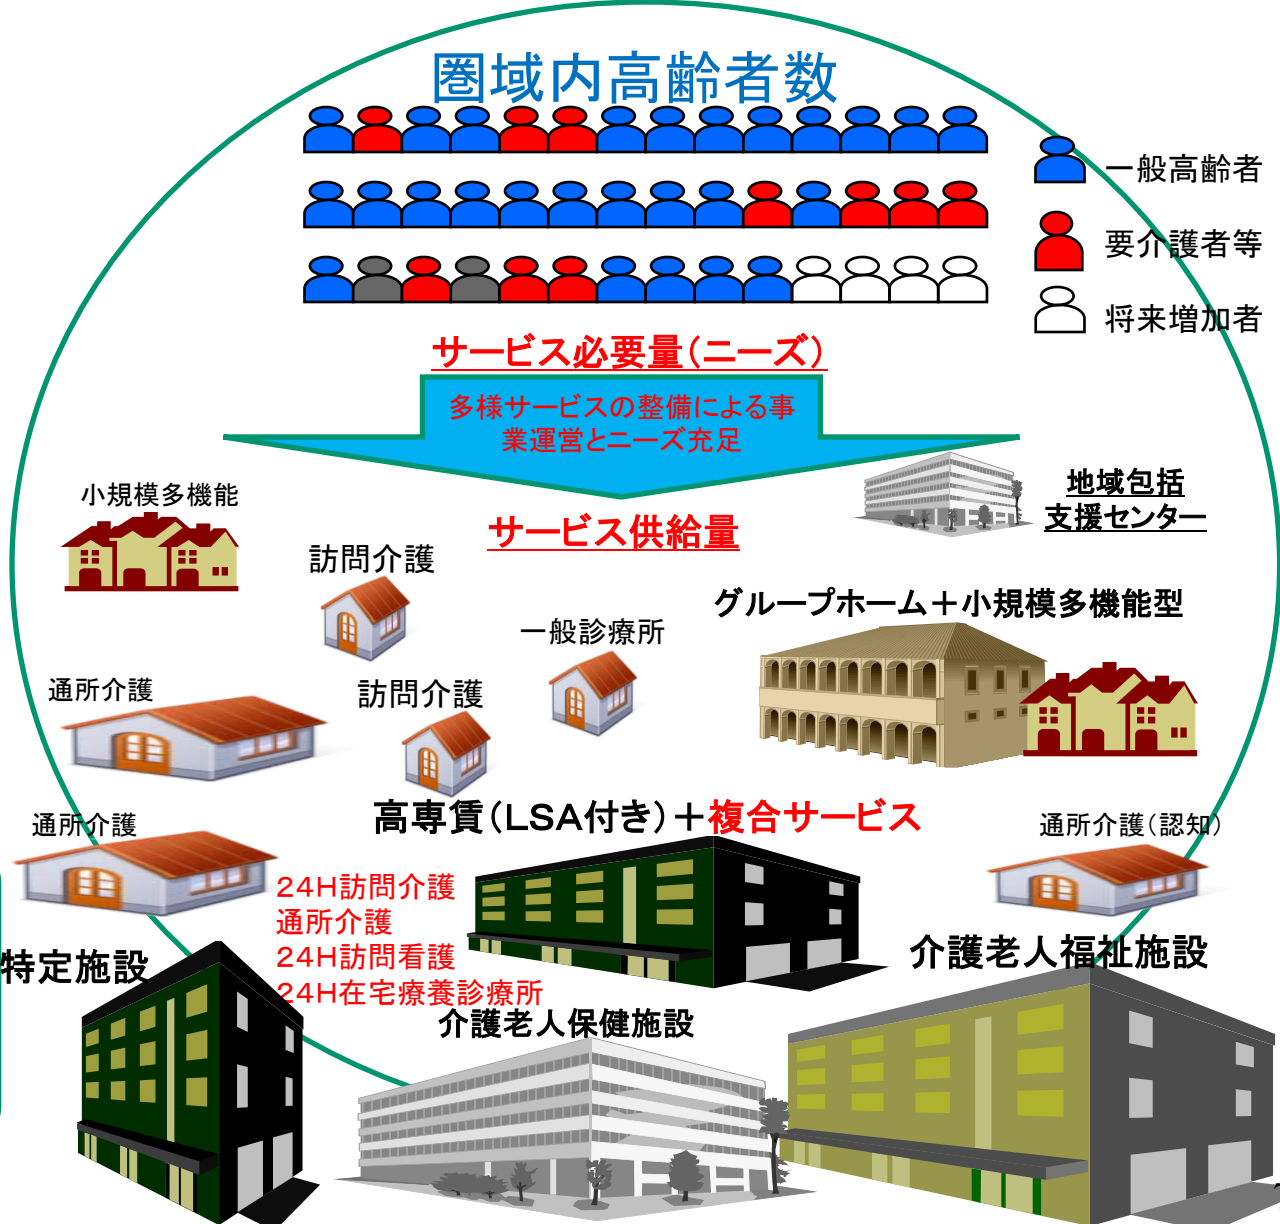 圏域内高齢者数
一般高齢者
要介護者等
将来増加者
サービス必要量(ニーズ)
多様サービスの整備による事
業運営とニーズ充足
地域包括
支援センター
小規模多機能
サービス供給量
訪問介護
グループホーム＋小規模多機能型
一般診療所
通所介護
訪問介護
高専賃(LSA付き)＋複合サービス
通所介護
通所介護(認知)
24H訪問介護
通所介護
24H訪問看護
24H在宅療養診療所
特定施設
介護老人福祉施設
介護老人保健施設